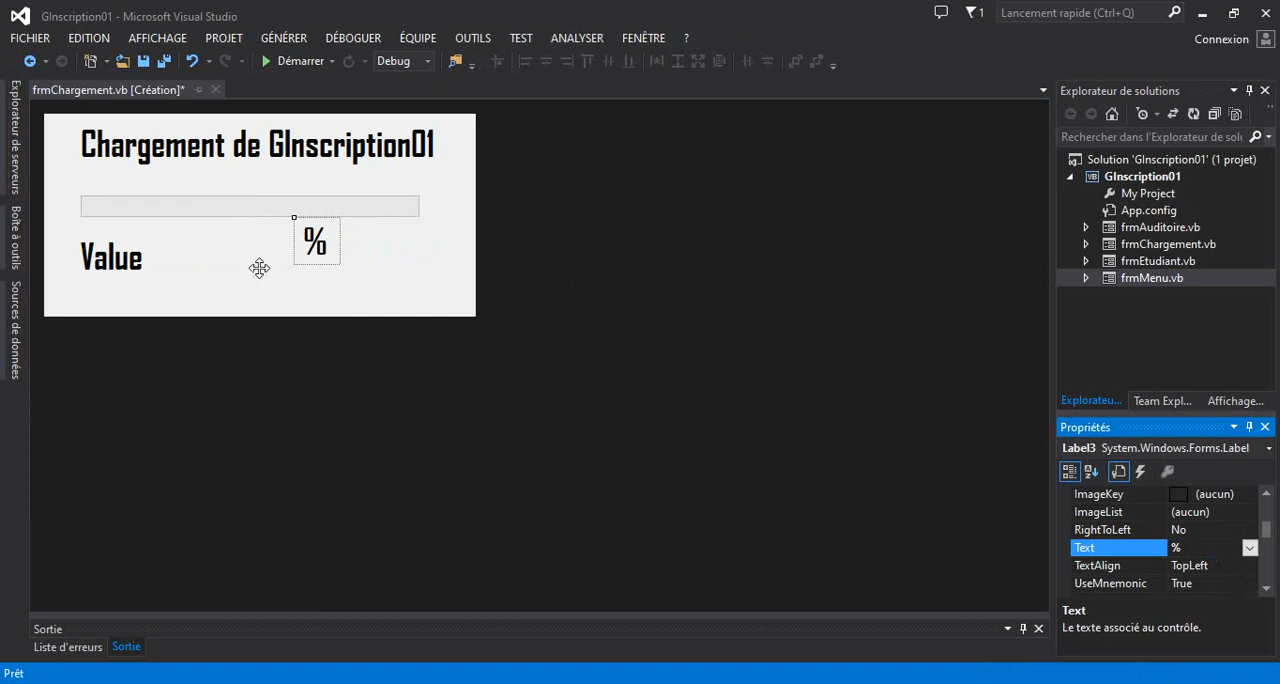 GInscription01 - Microsoft Visual Studio
1
Lancement rapide (Ctrl+Q)
FICHIER EDITION AFFICHAGE PROJET GÉNÉRER DÉBOGUER ÉQUIPE OUTILS TEST ANALYSER FENÊTRE ?
Connexion
Démarrer
Debug
frmChargement.vb [Création]*
Explorateur de serveurs
Boîte à outils
Sources de données
Chargement de GInscription01
%
Value
Explorateur de solutions
Rechercher dans l'Explorateur de solu
Solution 'GInscription01' (1 projet)
VB GInscription01
My Project
App.config
frmAuditoire.vb
frmChargement.vb
frmEtudiant.vb
frmMenu.vb
Explorateu... Team Expl... Affichage...
Propriétés
Label3 System.Windows.Forms.Label
ImageKey (aucun)
ImageList (aucun)
RightToLeft No
Text %
TextAlign TopLeft
UseMnemonic True
Text
Le texte associé au contrôle.
Sortie
Liste d'erreurs Sortie
Prêt